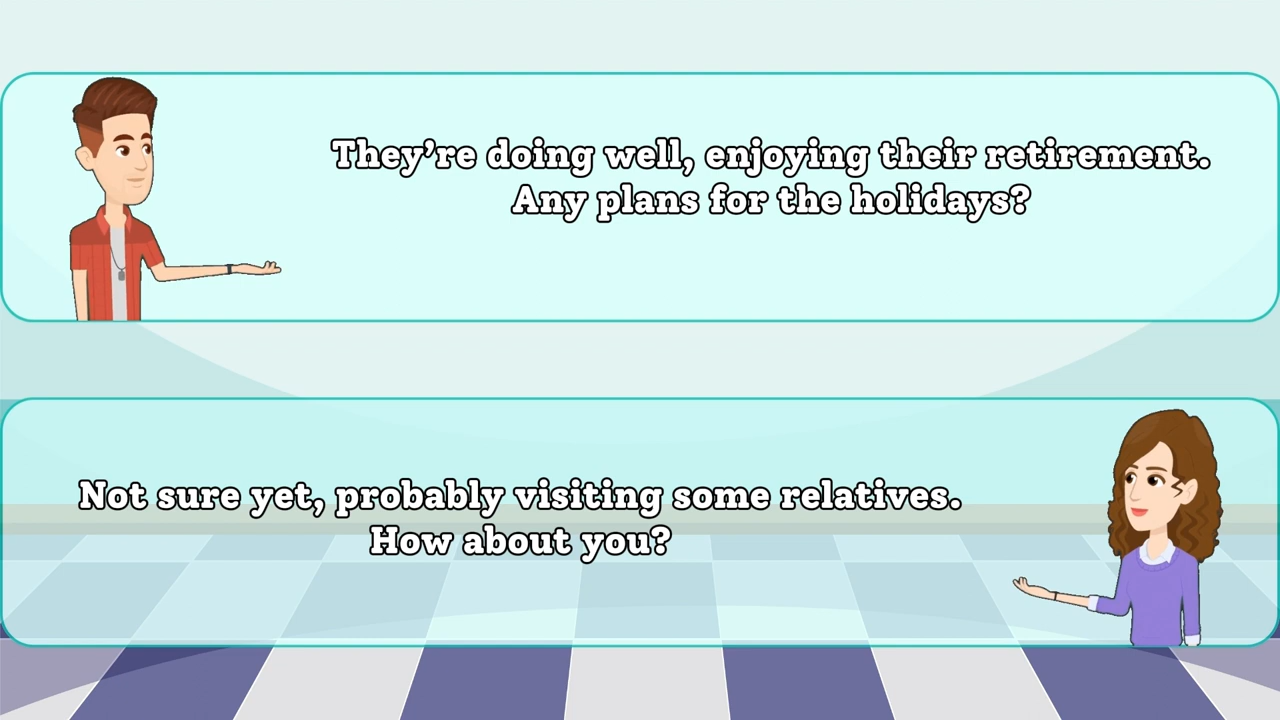 They’re doing well, enjoying their retirement.
Any plans for the holidays?
Not sure yet, probably visiting some relatives.
How about you?